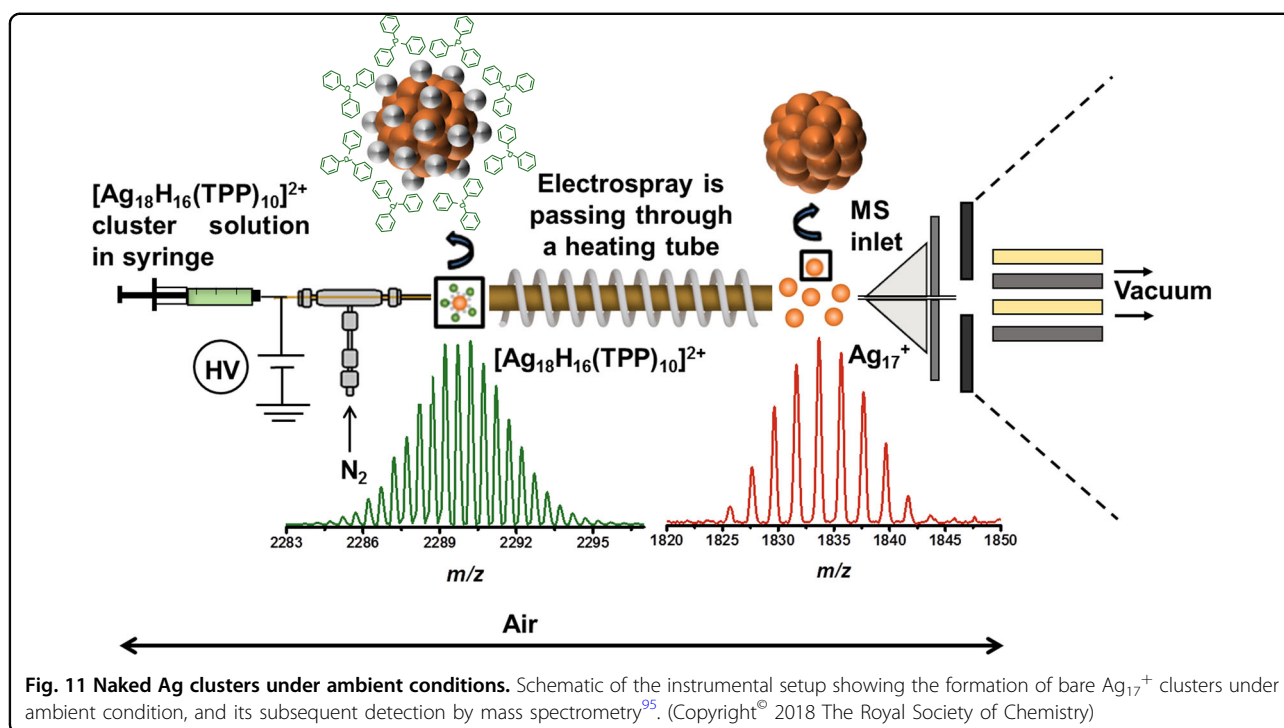 [Ag₁₈H₁₆(TPP)₁₀]²⁺
cluster solution
in syringe
Electrospray is
passing through
a heating tube
MS
inlet
Vacuum
HV
N₂
[Ag₁₈H₁₆(TPP)₁₀]²⁺
Ag₁₇⁺
2283 2286 2289 2292 2295
m/z
1820 1825 1830 1835 1840 1845 1850
m/z
Air
Fig. 11 Naked Ag clusters under ambient conditions. Schematic of the instrumental setup showing the formation of bare Ag₁₇⁺ clusters under
ambient condition, and its subsequent detection by mass spectrometry⁹⁵. (Copyright© 2018 The Royal Society of Chemistry)